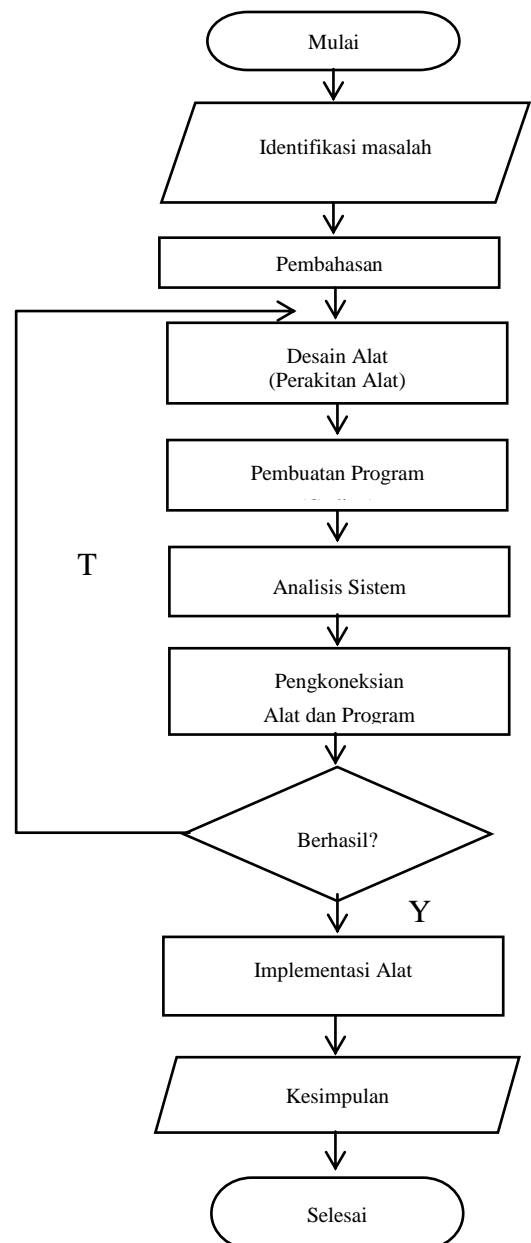 Mulai
Identifikasi masalah
Pembahasan
Desain Alat
(Perakitan Alat)
Pembuatan Program
Analisis Sistem
T
Pengkoneksian
Alat dan Program
Berhasil?
Y
Implementasi Alat
Kesimpulan
Selesai